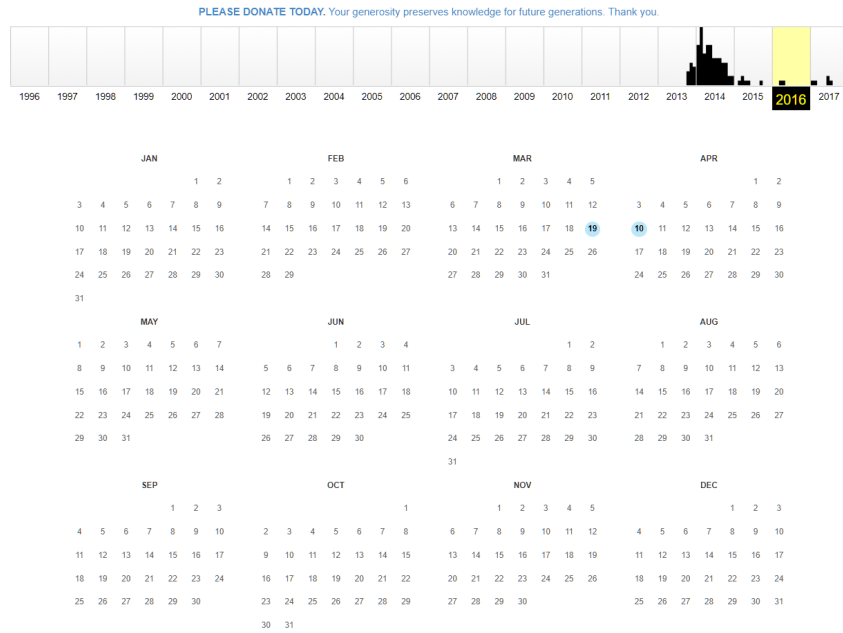 PLEASE DONATE TODAY. Your generosity preserves knowledge for future generations. Thank you.
1996 1997 1998 1999 2000 2001 2002 2003 2004 2005 2006 2007 2008 2009 2010 2011 2012 2013 2014 2015 2016 2017
JAN FEB MAR APR
1 2 1 2 3 4 5 6 1 2 3 4 5 1 2
3 4 5 6 7 8 9 7 8 9 10 11 12 13 6 7 8 9 10 11 12 3 4 5 6 7 8 9
10 11 12 13 14 15 16 14 15 16 17 18 19 20 13 14 15 16 17 18 19 10 11 12 13 14 15 16
17 18 19 20 21 22 23 21 22 23 24 25 26 27 20 21 22 23 24 25 26 17 18 19 20 21 22 23
24 25 26 27 28 29 30 28 29 27 28 29 30 31 24 25 26 27 28 29 30
31
MAY JUN JUL AUG
1 2 3 4 5 6 7 1 2 3 4 1 2 1 2 3 4 5 6
8 9 10 11 12 13 14 5 6 7 8 9 10 11 3 4 5 6 7 8 9 7 8 9 10 11 12 13
15 16 17 18 19 20 21 12 13 14 15 16 17 18 10 11 12 13 14 15 16 14 15 16 17 18 19 20
22 23 24 25 26 27 28 19 20 21 22 23 24 25 17 18 19 20 21 22 23 21 22 23 24 25 26 27
29 30 31 26 27 28 29 30 24 25 26 27 28 29 30 28 29 30 31
31
SEP OCT NOV DEC
1 2 3 1 1 2 3 4 5 1 2 3
4 5 6 7 8 9 10 2 3 4 5 6 7 8 6 7 8 9 10 11 12 4 5 6 7 8 9 10
11 12 13 14 15 16 17 9 10 11 12 13 14 15 13 14 15 16 17 18 19 11 12 13 14 15 16 17
18 19 20 21 22 23 24 16 17 18 19 20 21 22 20 21 22 23 24 25 26 18 19 20 21 22 23 24
25 26 27 28 29 30 23 24 25 26 27 28 29 27 28 29 30 25 26 27 28 29 30 31
30 31